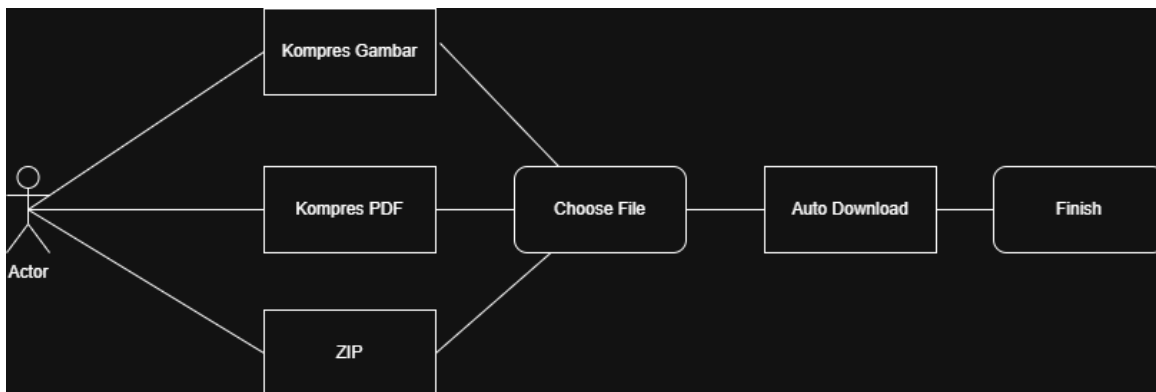 Kompres Gambar
Kompres PDF
Choose File
Auto Download
Finish
Actor
ZIP